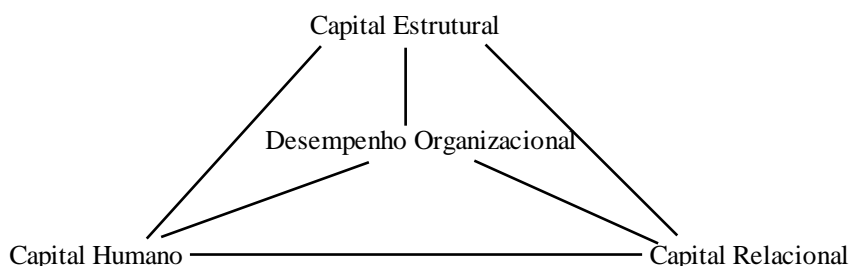 Capital Estrutural
Desempenho Organizacional
Capital Humano
Capital Relacional